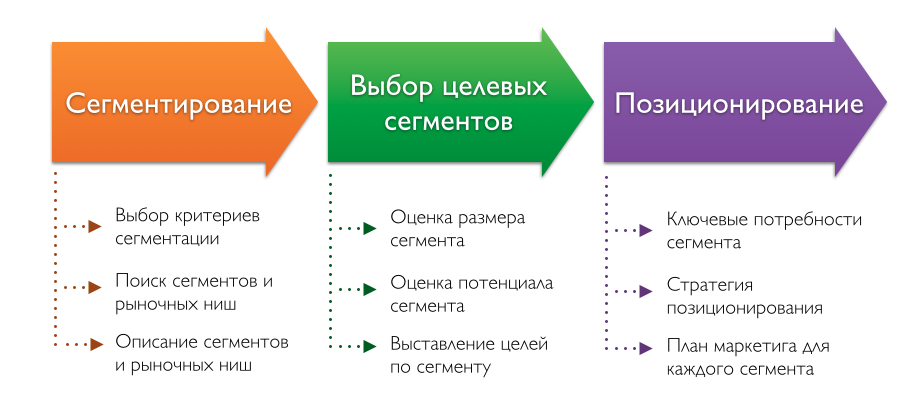 Сегментирование
Выбор критериев
сегментации
Поиск сегментов и
рыночных ниш
Описание сегментов
и рыночных ниш
Выбор целевых
сегментов
Оценка размера
сегмента
Оценка потенциала
сегмента
Выставление целей
по сегменту
Позиционирование
Ключевые потребности
сегмента
Стратегия
позиционирования
План маркетига для
каждого сегмента